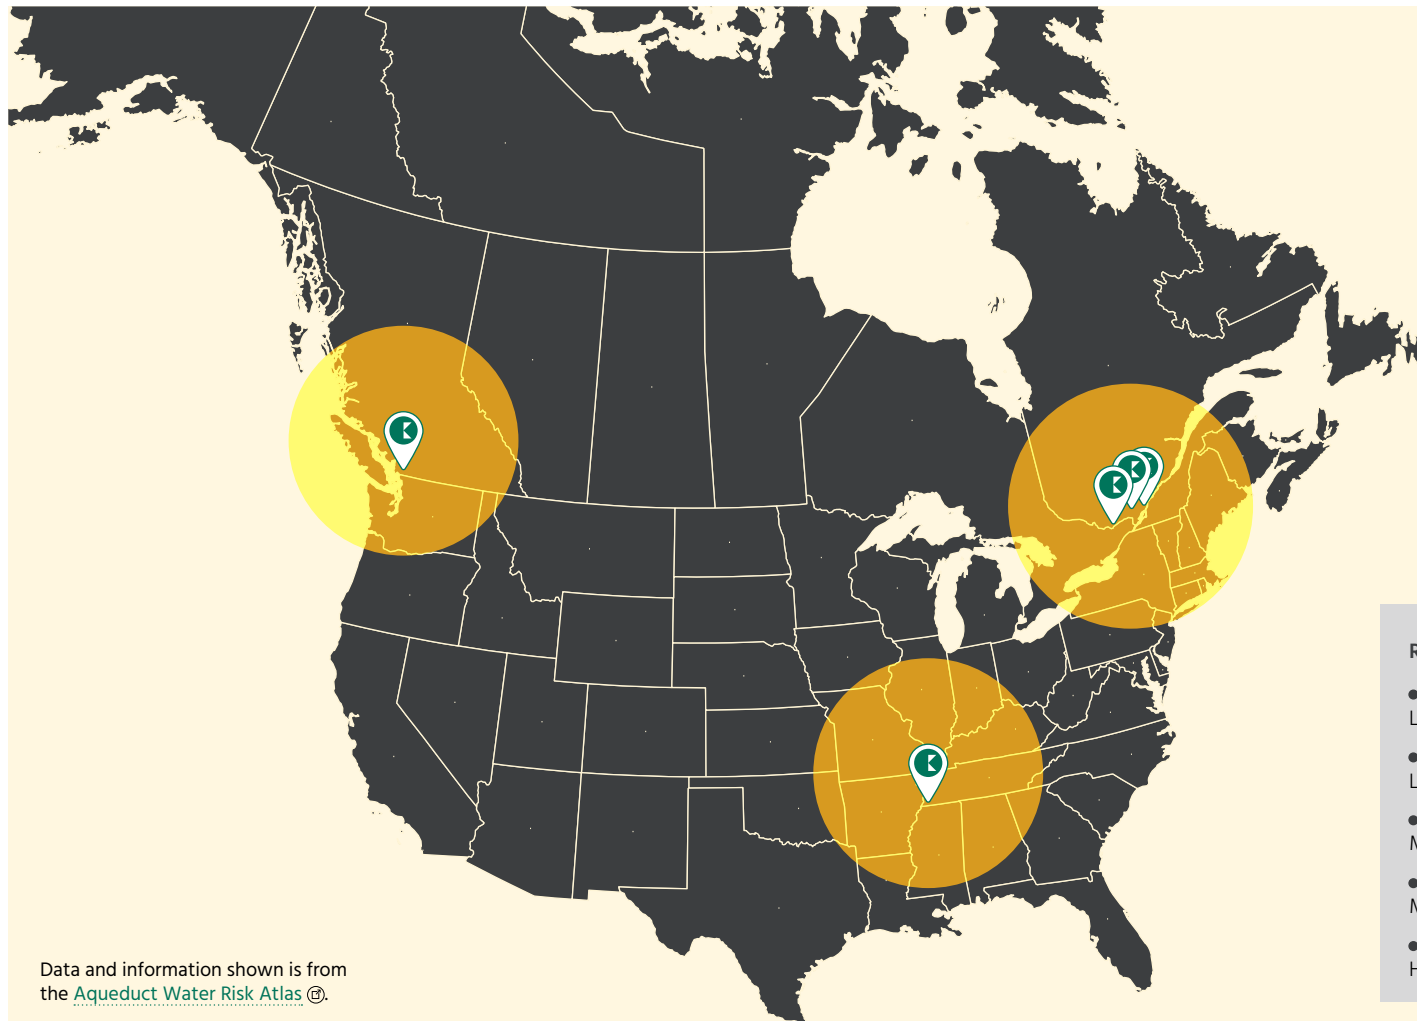 R
L
L
M
M
H
Data and information shown is from
the Aqueduct Water Risk Atlas.